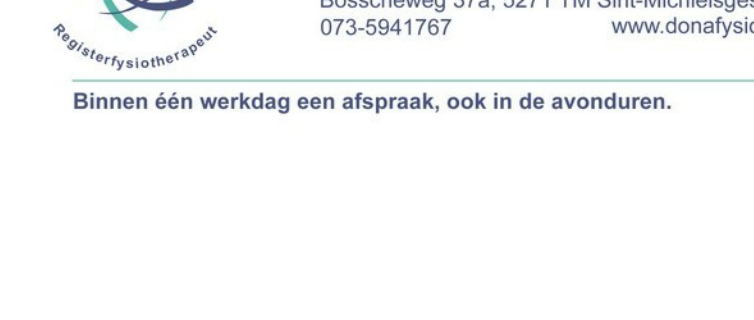 Bosscheweg 37a, 5271 TM Sint-Michielsges
073-5941767 www.donafysio
Registerfysiotherapeut
Binnen één werkdag een afspraak, ook in de avonduren.